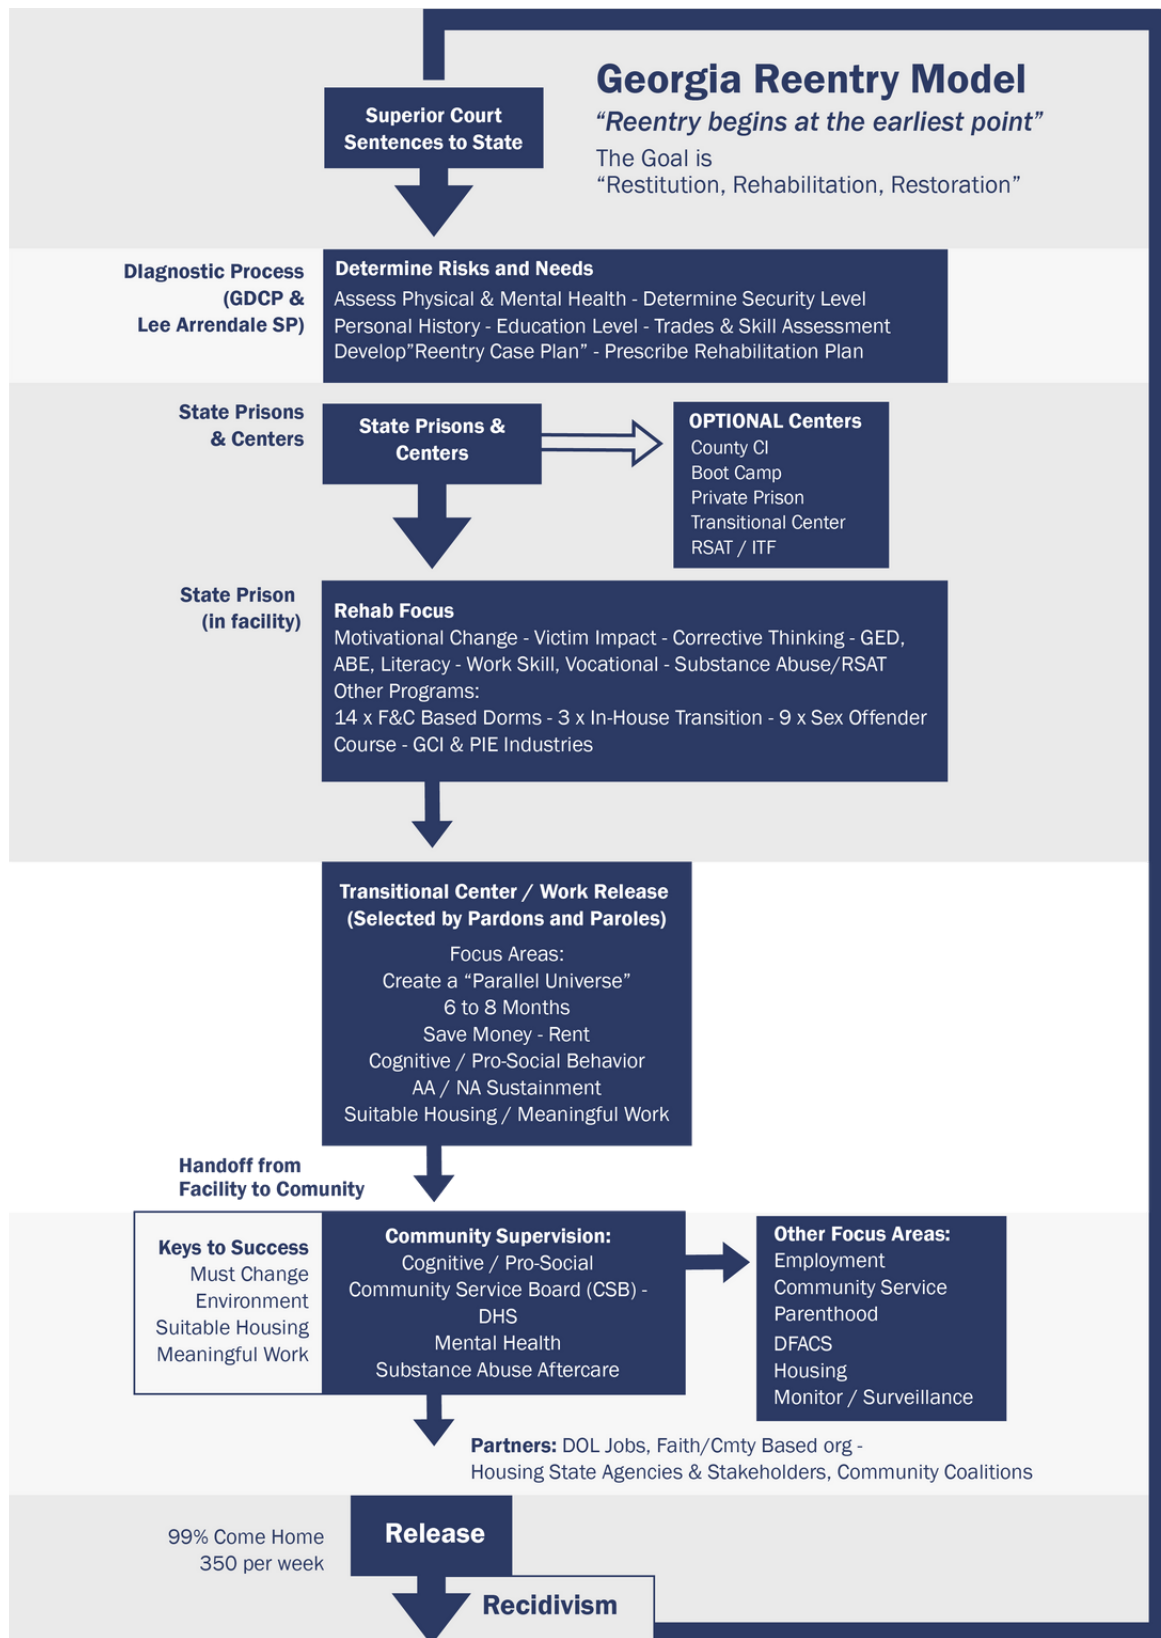 Georgia Reentry Model
“Reentry begins at the earliest point”
The Goal is
“Restitution, Rehabilitation, Restoration”
Superior Court
Sentences to State
DIagnostic Process
(GDCP &
Lee Arrendale SP)
Determine Risks and Needs
Assess Physical & Mental Health - Determine Security Level
Personal History - Education Level - Trades & Skill Assessment
Develop”Reentry Case Plan” - Prescribe Rehabilitation Plan
State Prisons
& Centers
State Prisons &
Centers
OPTIONAL Centers
County CI
Boot Camp
Private Prison
Transitional Center
RSAT / ITF
State Prison
(in facility)
Rehab Focus
Motivational Change - Victim Impact - Corrective Thinking - GED,
ABE, Literacy - Work Skill, Vocational - Substance Abuse/RSAT
Other Programs:
14 x F&C Based Dorms - 3 x In-House Transition - 9 x Sex Offender
Course - GCI & PIE Industries
Transitional Center / Work Release
(Selected by Pardons and Paroles)
Focus Areas:
Create a “Parallel Universe”
6 to 8 Months
Save Money - Rent
Cognitive / Pro-Social Behavior
AA / NA Sustainment
Suitable Housing / Meaningful Work
Handoff from
Facility to Comunity
Keys to Success
Must Change
Environment
Suitable Housing
Meaningful Work
Community Supervision:
Cognitive / Pro-Social
Community Service Board (CSB) -
DHS
Mental Health
Substance Abuse Aftercare
Other Focus Areas:
Employment
Community Service
Parenthood
DFACS
Housing
Monitor / Surveillance
Partners: DOL Jobs, Faith/Cmty Based org -
Housing State Agencies & Stakeholders, Community Coalitions
99% Come Home
350 per week
Release
Recidivism